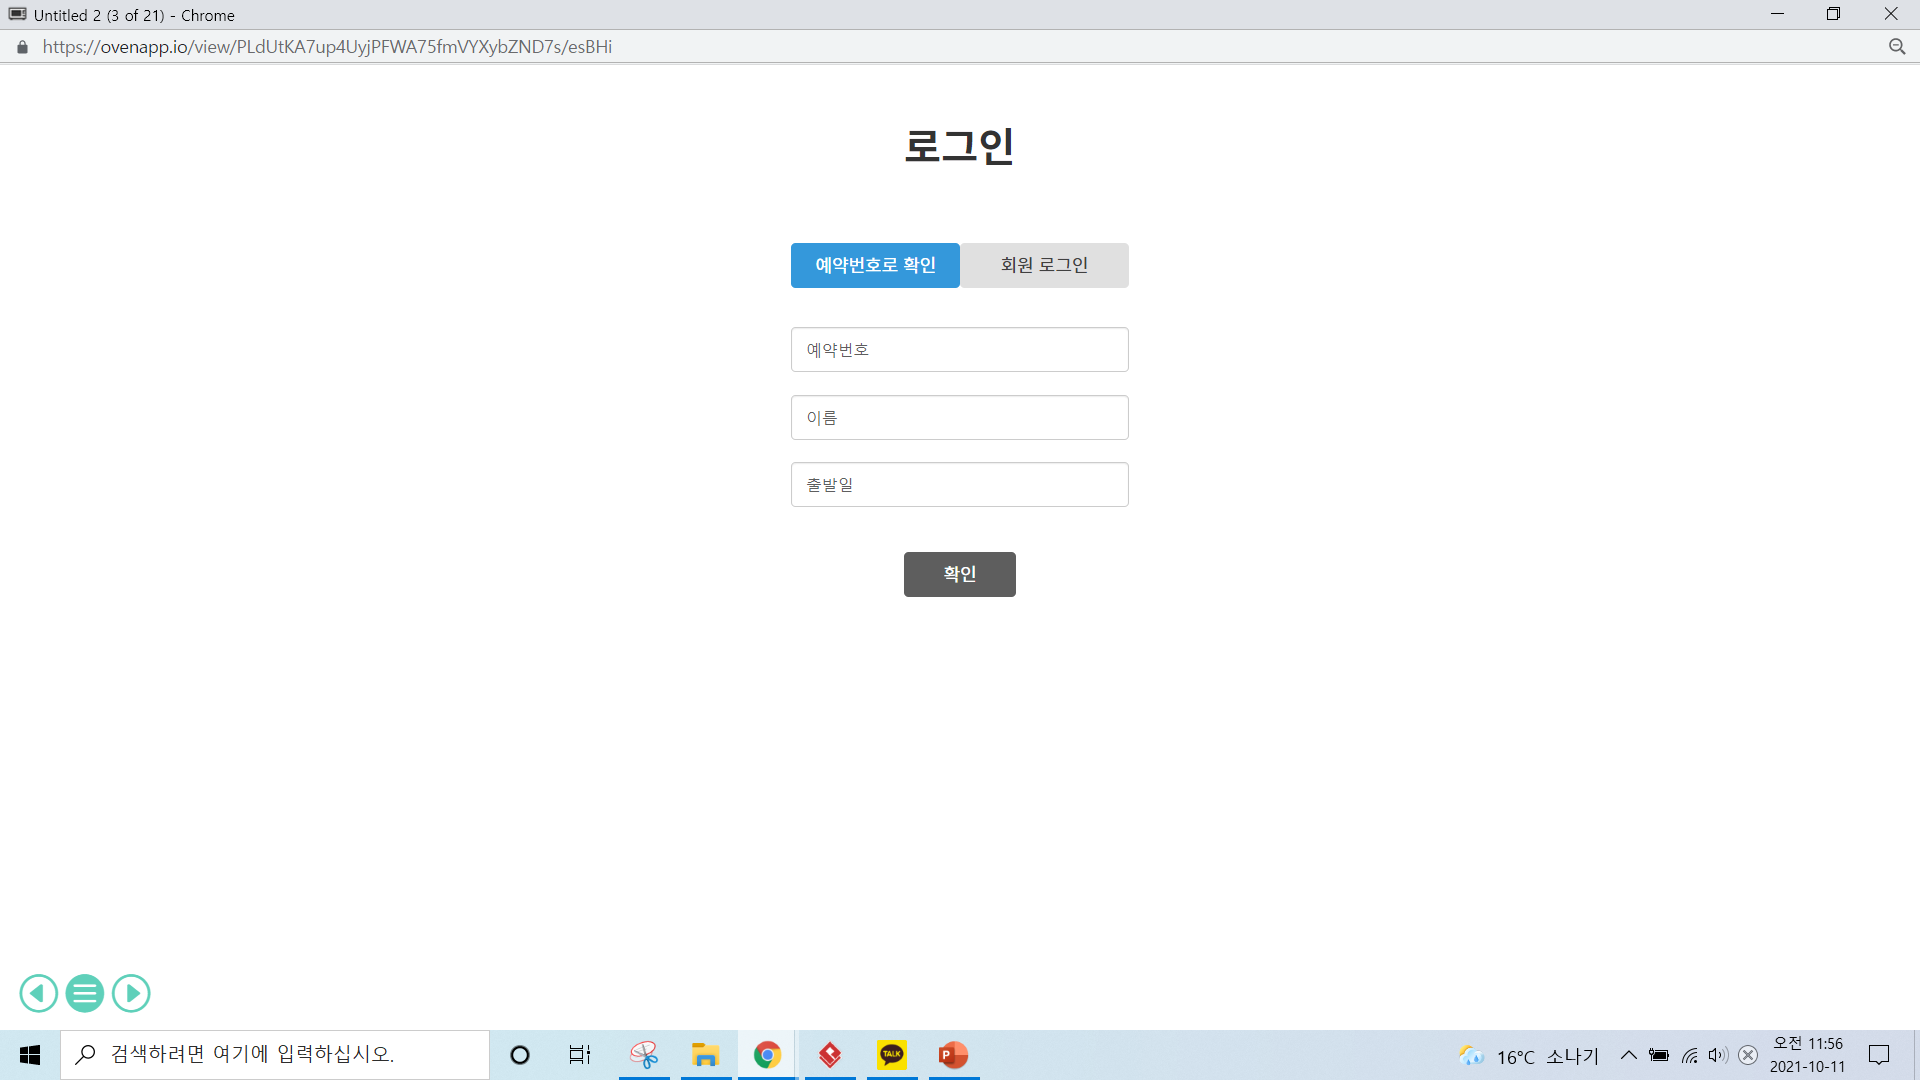 Untitled 2 (3 of 21) - Chrome
https://ovenapp.io/view/PLdUtKA7up4UyjPFWA75fmVYXybZND7s/esBHi
로그인
예약번호로 확인 회원 로그인
예약번호
이름
출발일
확인
검색하려면 여기에 입력하십시오.
TALK
P
16°C 소나기
오전 11:56
2021-10-11